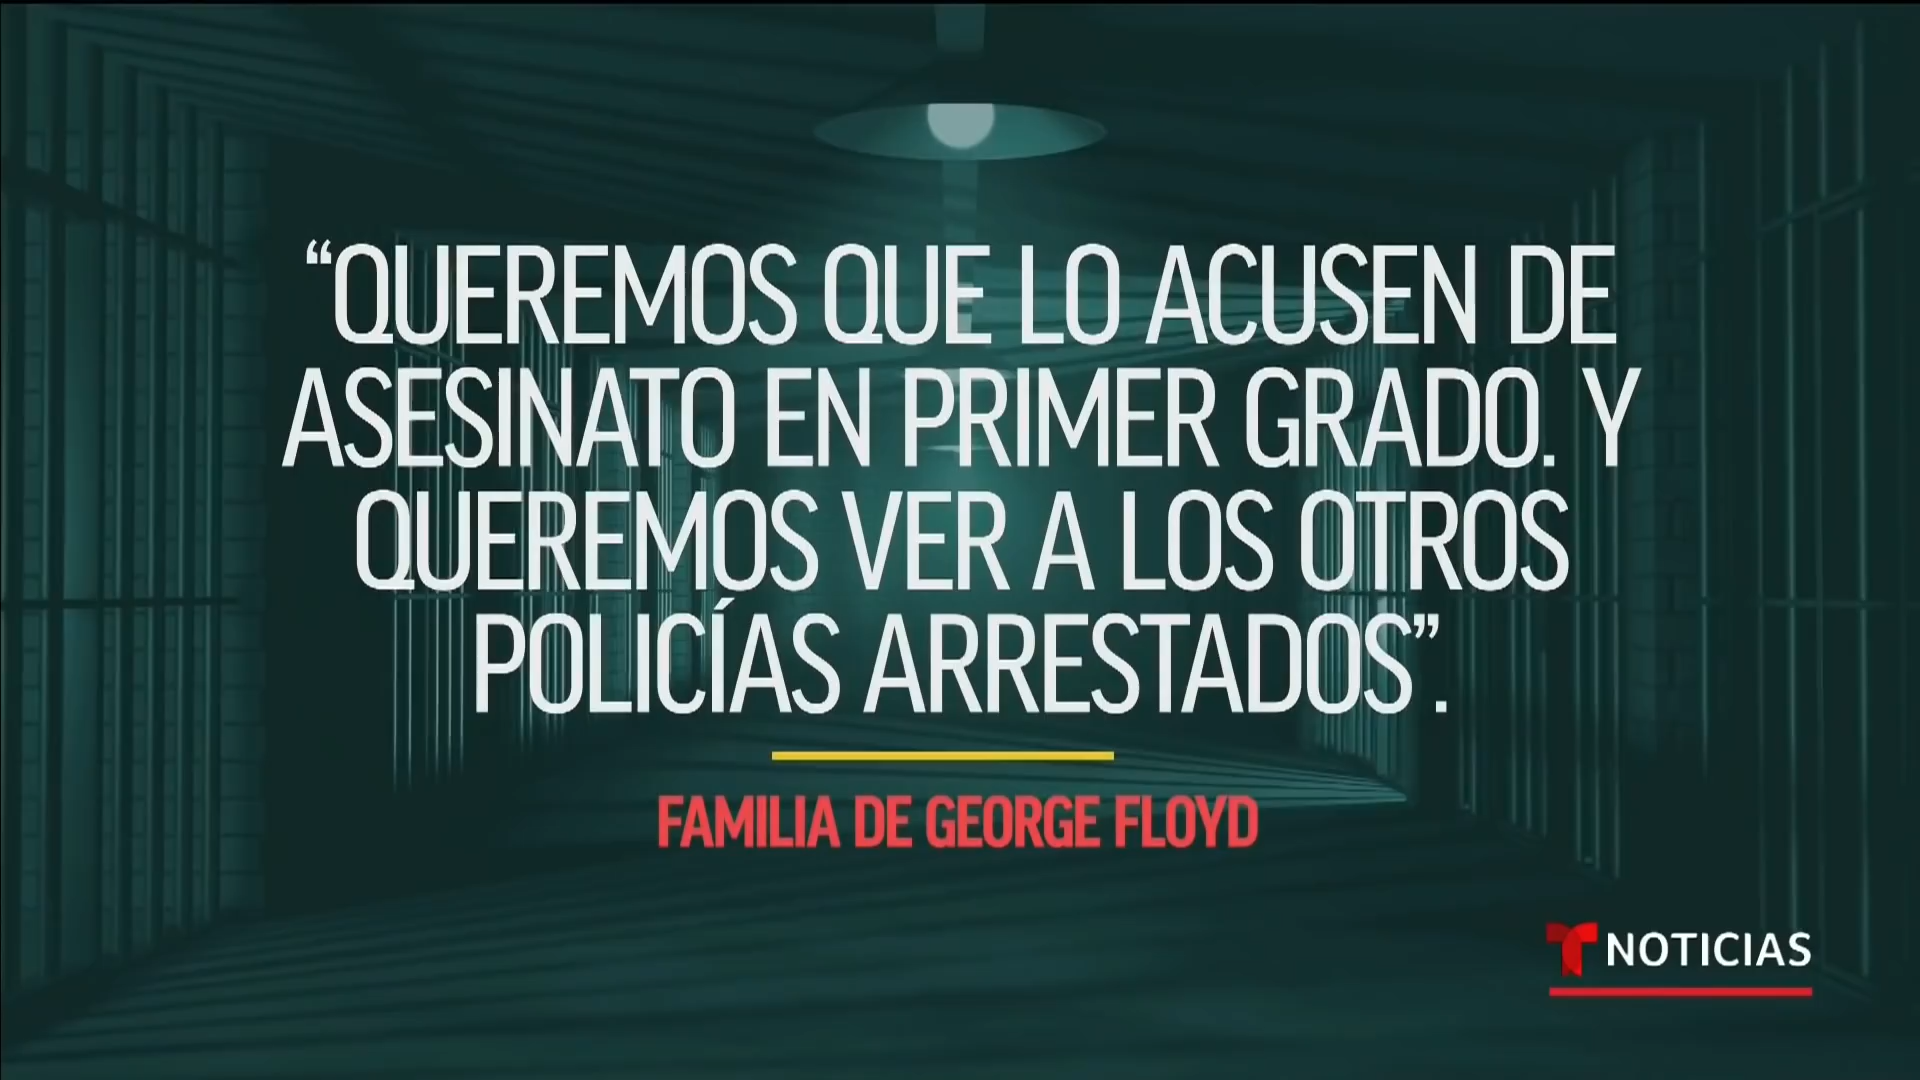 “QUEREMOS QUE LO ACUSEN DE
ASESINATO EN PRIMER GRADO. Y
QUEREMOS VER A LOS OTROS
POLICÍAS ARRESTADOS”.
FAMILIA DE GEORGE FLOYD
NOTICIAS